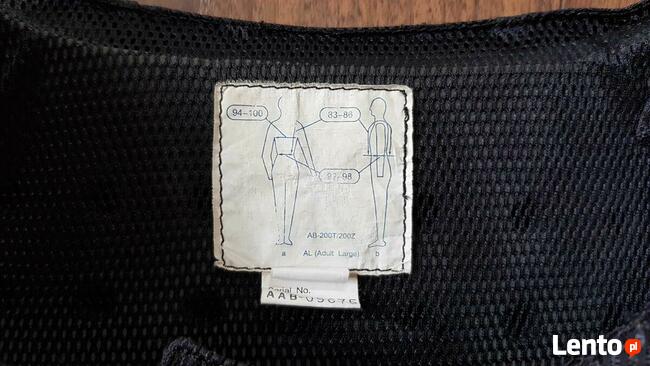 94-100
83-86
97-98
AB-200T/200Z
a AL (Adult Large) b
Serial No.
Lento.pl